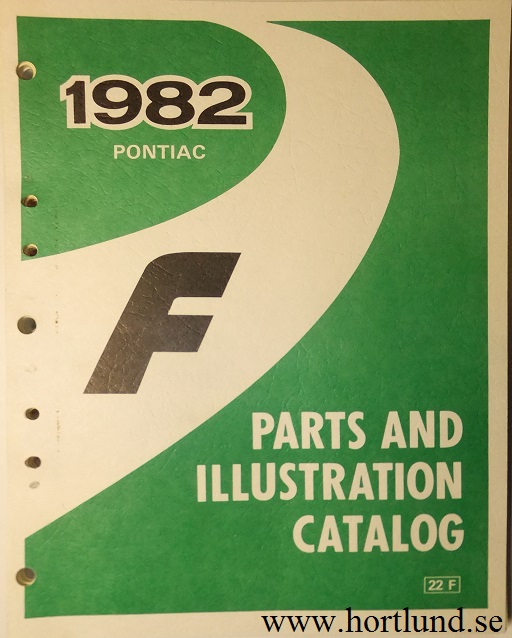 1982
PONTIAC
F
PARTS AND
ILLUSTRATION
CATALOG
22 F
www.hortlund.se